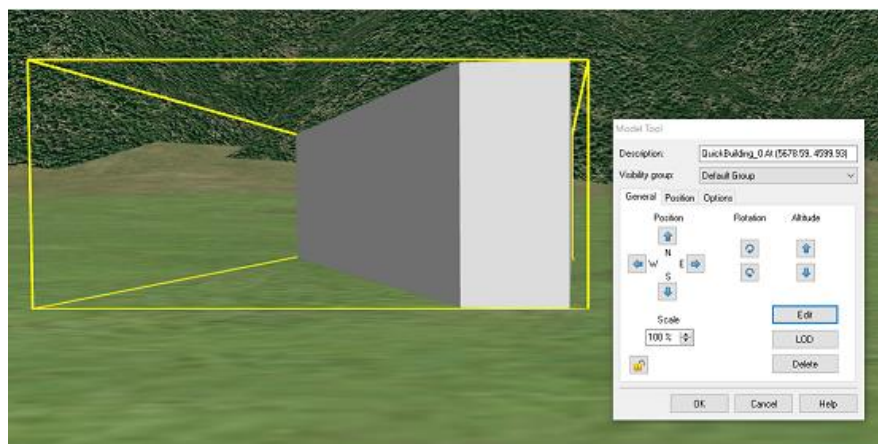 Model Tool
Description: QuickBuilding_0 At (5678.59, 4599.93)
Visibility group: Default Group
General Position Options
Position Rotation Altitude
N
W E
S
Scale
100 %
Edit
LOD
Delete
OK Cancel Help